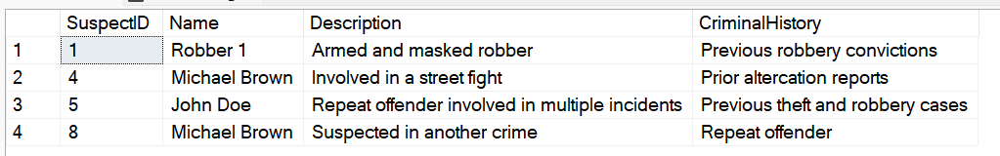 SuspectID Name Description CriminalHistory
1 1 Robber 1 Armed and masked robber Previous robbery convictions
2 4 Michael Brown Involved in a street fight Prior altercation reports
3 5 John Doe Repeat offender involved in multiple incidents Previous theft and robbery cases
4 8 Michael Brown Suspected in another crime Repeat offender